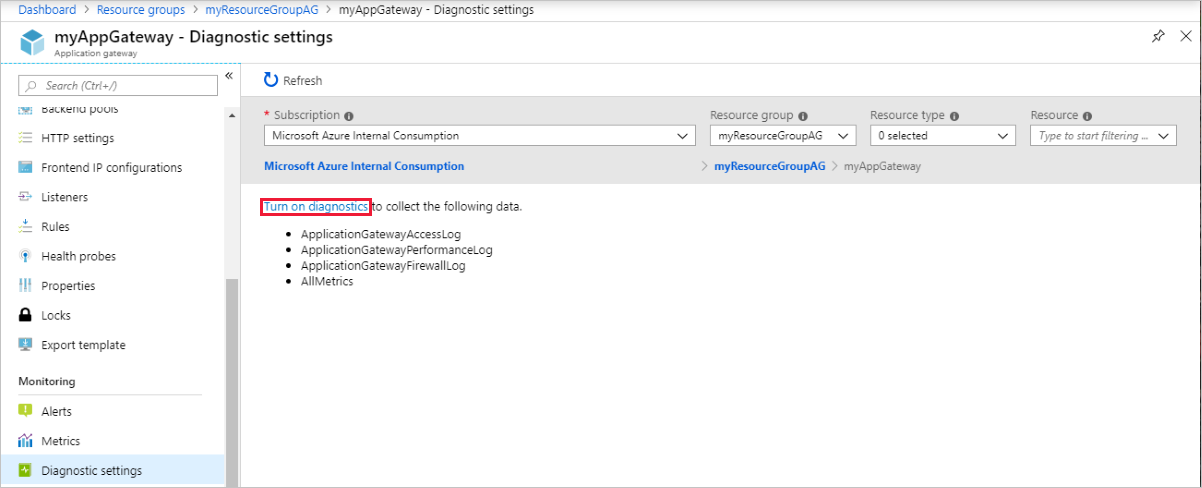 Dashboard > Resource groups > myResourceGroupAG > myAppGateway - Diagnostic settings
myAppGateway - Diagnostic settings
Application gateway
Search (Ctrl+/)
«
Backend pools
HTTP settings
Frontend IP configurations
Listeners
Rules
Health probes
Properties
Locks
Export template
Monitoring
Alerts
Metrics
Diagnostic settings
Refresh
* Subscription
Resource group
Resource type
Resource
Microsoft Azure Internal Consumption
myResourceGroupAG
0 selected
Type to start filtering ...
Microsoft Azure Internal Consumption > myResourceGroupAG > myAppGateway
Turn on diagnostics to collect the following data.
• ApplicationGatewayAccessLog
• ApplicationGatewayPerformanceLog
• ApplicationGatewayFirewallLog
• AllMetrics